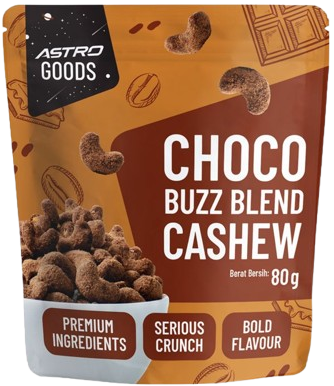 ASTRO
GOODS
CHOCO
BUZZ BLEND
CASHEW
Berat Bersih: 80g
PREMIUM
INGREDIENTS
SERIOUS
CRUNCH
BOLD
FLAVOUR